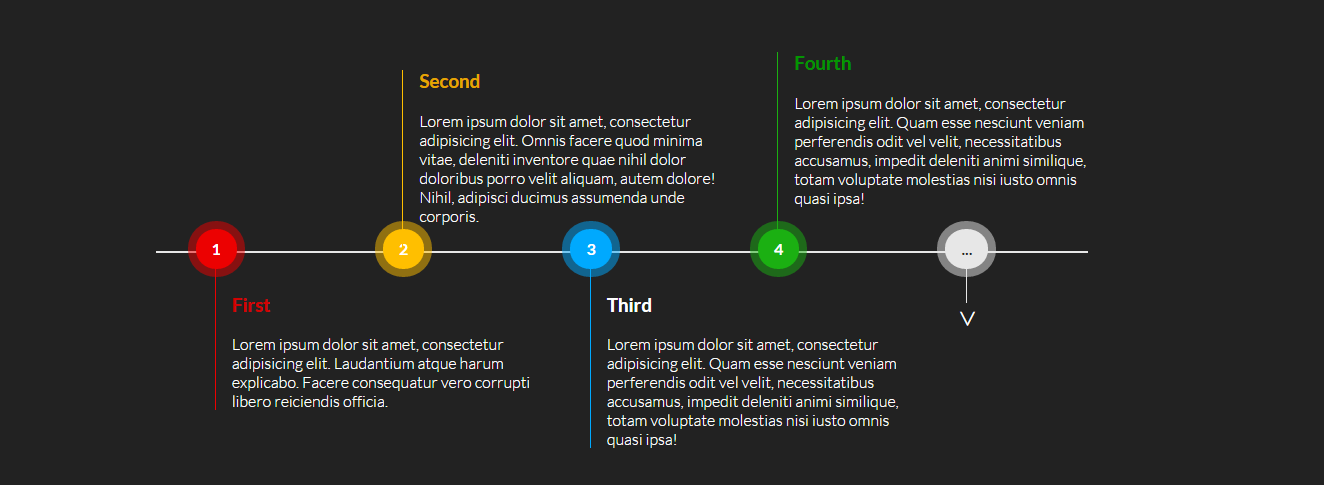 Second
Lorem ipsum dolor sit amet, consectetur
adipisicing elit. Omnis facere quod minima
vitae, deleniti inventore quae nihil dolor
doloribus porro velit aliquam, autem dolore!
Nihil, adipisci ducimus assumenda unde
corporis.
Fourth
Lorem ipsum dolor sit amet, consectetur
adipisicing elit. Quam esse nesciunt veniam
perferendis odit vel velit, necessitatibus
accusamus, impedit deleniti animi similique,
totam voluptate molestias nisi iusto omnis
quasi ipsa!
1
2
3
4
...
First
Lorem ipsum dolor sit amet, consectetur
adipisicing elit. Laudantium atque harum
explicabo. Facere consequatur vero corrupti
libero reiciendis officia.
Third
Lorem ipsum dolor sit amet, consectetur
adipisicing elit. Quam esse nesciunt veniam
perferendis odit vel velit, necessitatibus
accusamus, impedit deleniti animi similique,
totam voluptate molestias nisi iusto omnis
quasi ipsa!